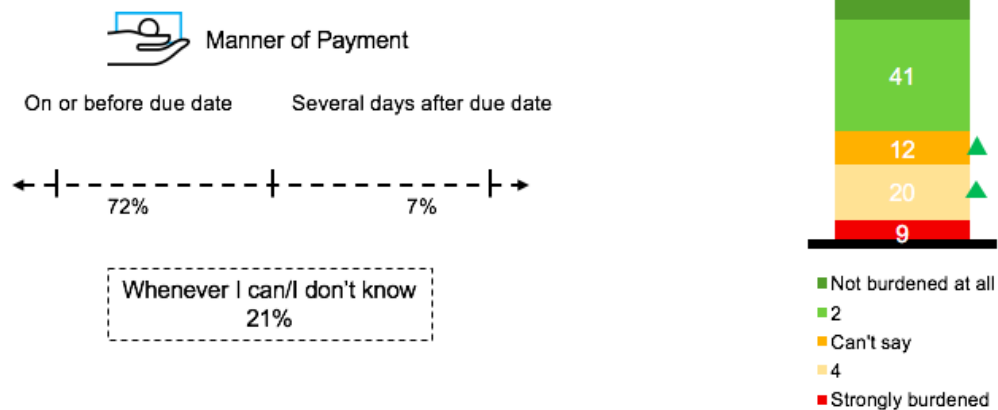 Manner of Payment
On or before due date
Several days after due date
72%
7%
Whenever I can/I don't know
21%
41
12
20
9
Not burdened at all
2
Can't say
4
Strongly burdened